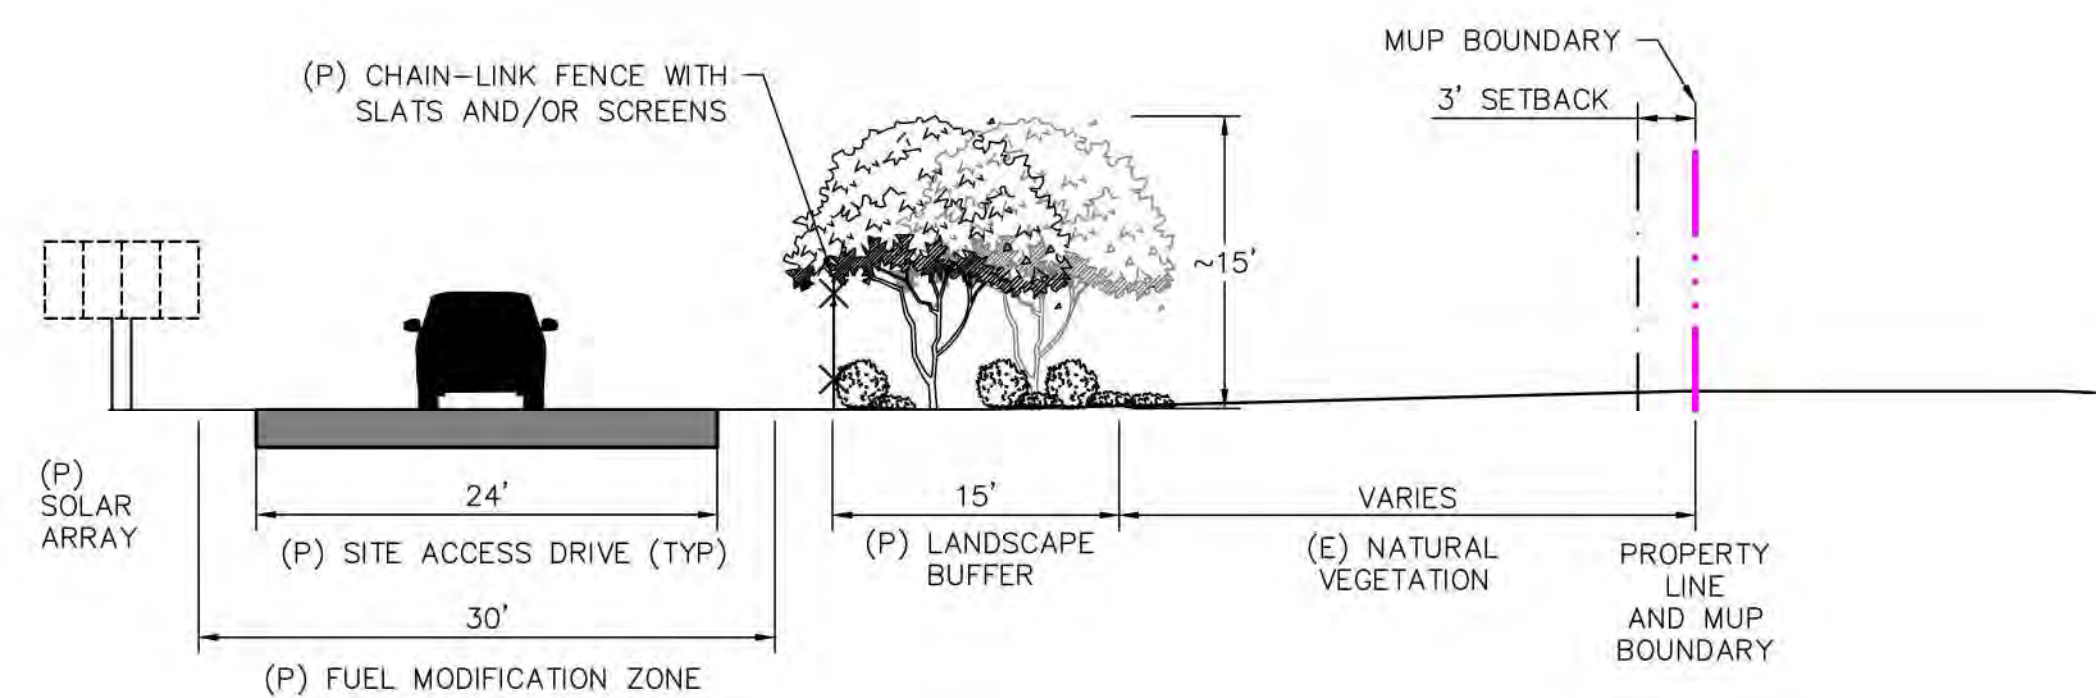 MUP BOUNDARY
(P) CHAIN-LINK FENCE WITH
SLATS AND/OR SCREENS
3' SETBACK
~15'
(P)
SOLAR
ARRAY
24'
(P) SITE ACCESS DRIVE (TYP)
30'
(P) FUEL MODIFICATION ZONE
15'
(P) LANDSCAPE
BUFFER
VARIES
(E) NATURAL
VEGETATION
PROPERTY
LINE
AND MUP
BOUNDARY